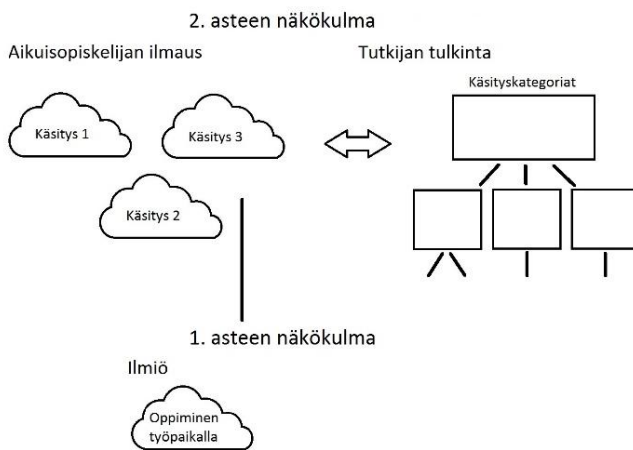 2. asteen näkökulma
Aikuisopiskelijan ilmaus
Tutkijan tulkinta
Käsityskategoriat
Käsitys 1
Käsitys 3
Käsitys 2
1. asteen näkökulma
Ilmiö
Oppiminen
työpaikalla